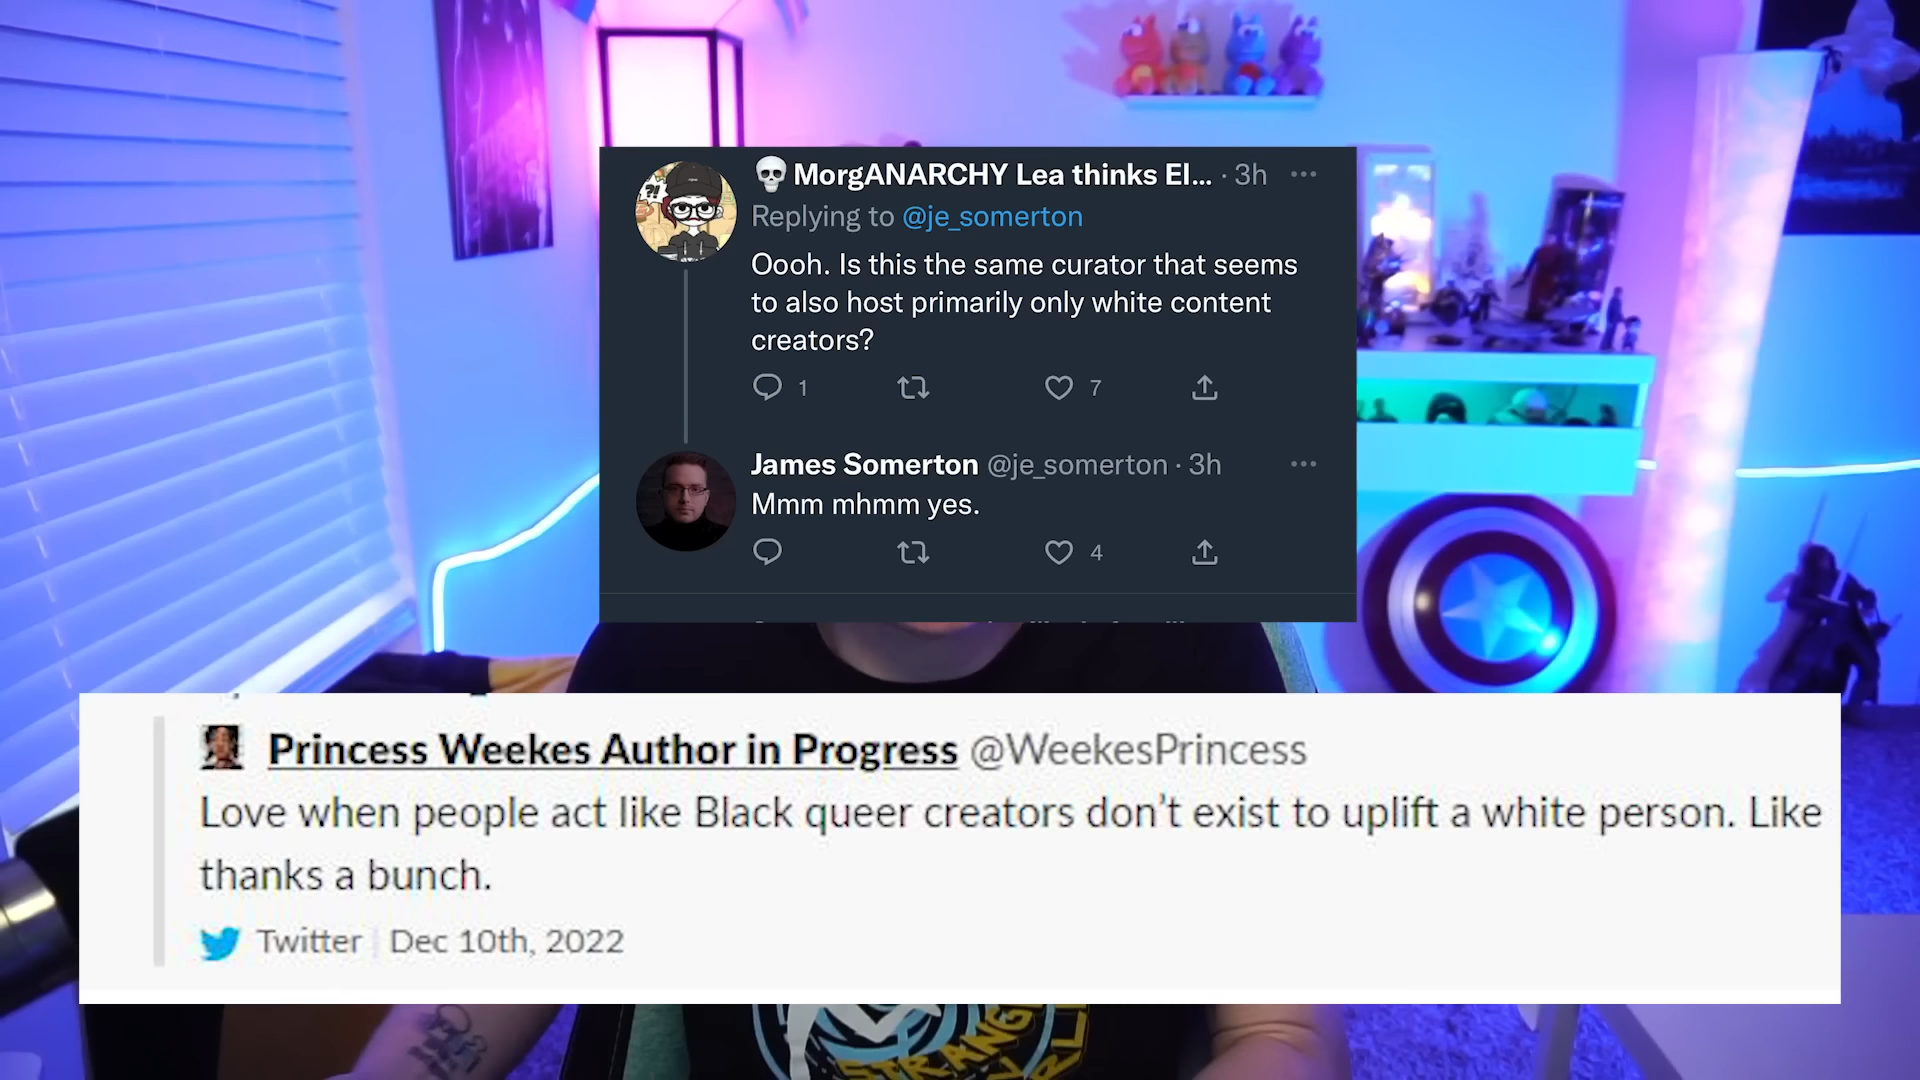 💀MorgANARCHY Lea thinks El... · 3h
Replying to @je_somerton
Oooh. Is this the same curator that seems
to also host primarily only white content
creators?
1 7
James Somerton @je_somerton · 3h
Mmm mhmm yes.
4
Princess Weekes Author in Progress @WeekesPrincess
Love when people act like Black queer creators don't exist to uplift a white person. Like
thanks a bunch.
Twitter | Dec 10th, 2022
?!
STRANG